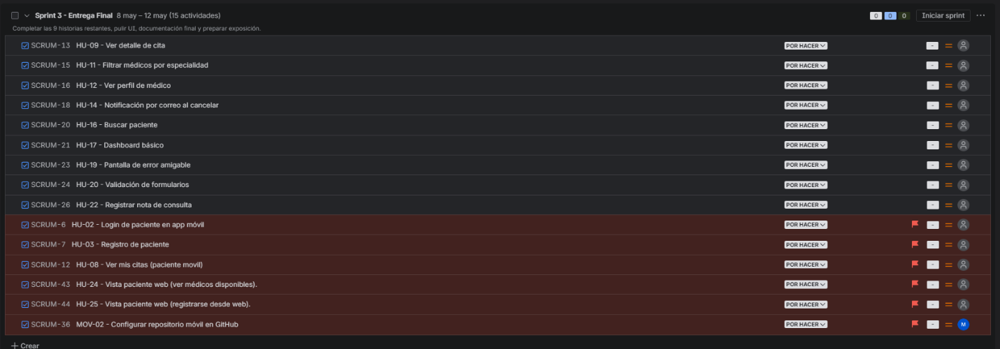 Sprint 3 - Entrega Final 8 may – 12 may (15 actividades) 0 0 0 Iniciar sprint ···
Completar las 9 historias restantes, pulir UI, documentación final y preparar exposición.
SCRUM-13 HU-09 - Ver detalle de cita POR HACER -
SCRUM-15 HU-11 - Filtrar médicos por especialidad POR HACER -
SCRUM-16 HU-12 - Ver perfil de médico POR HACER -
SCRUM-18 HU-14 - Notificación por correo al cancelar POR HACER -
SCRUM-20 HU-16 - Buscar paciente POR HACER -
SCRUM-21 HU-17 - Dashboard básico POR HACER -
SCRUM-23 HU-19 - Pantalla de error amigable POR HACER -
SCRUM-24 HU-20 - Validación de formularios POR HACER -
SCRUM-26 HU-22 - Registrar nota de consulta POR HACER -
SCRUM-6 HU-02 - Login de paciente en app móvil POR HACER -
SCRUM-7 HU-03 - Registro de paciente POR HACER -
SCRUM-12 HU-08 - Ver mis citas (paciente movil) POR HACER -
SCRUM-43 HU-24 - Vista paciente web (ver médicos disponibles). POR HACER -
SCRUM-44 HU-25 - Vista paciente web (registrarse desde web). POR HACER -
SCRUM-36 MOV-02 - Configurar repositorio móvil en GitHub POR HACER - M
+ Crear